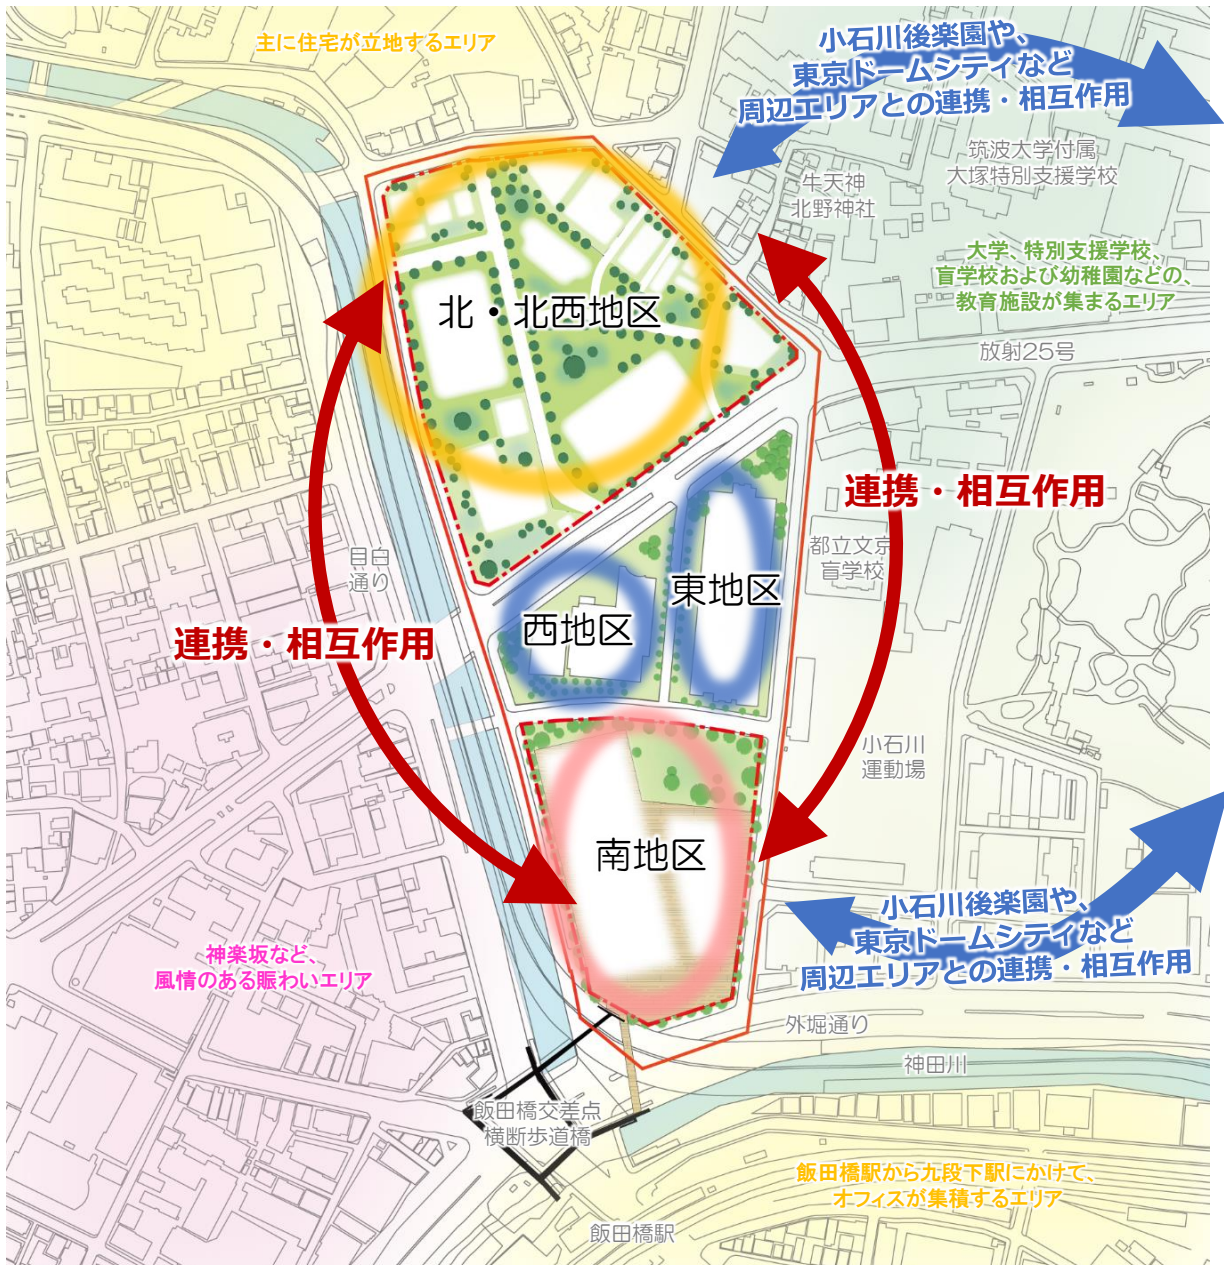 主に住宅が立地するエリア
小石川後楽園や、
東京ドームシティなど
周辺エリアとの連携・相互作用
筑波大学付属
大塚特別支援学校
牛天神
北野神社
大学、特別支援学校、
盲学校および幼稚園などの、
教育施設が集まるエリア
北・北西地区
放射25号
連携・相互作用
目白
通り
都立文京
盲学校
東地区
西地区
連携・相互作用
小石川
運動場
南地区
小石川後楽園や、
東京ドームシティなど
周辺エリアとの連携・相互作用
神楽坂など、
風情のある賑わいエリア
外堀通り
神田川
飯田橋交差点
横断歩道橋
飯田橋駅から九段下駅にかけて、
オフィスが集積するエリア
飯田橋駅